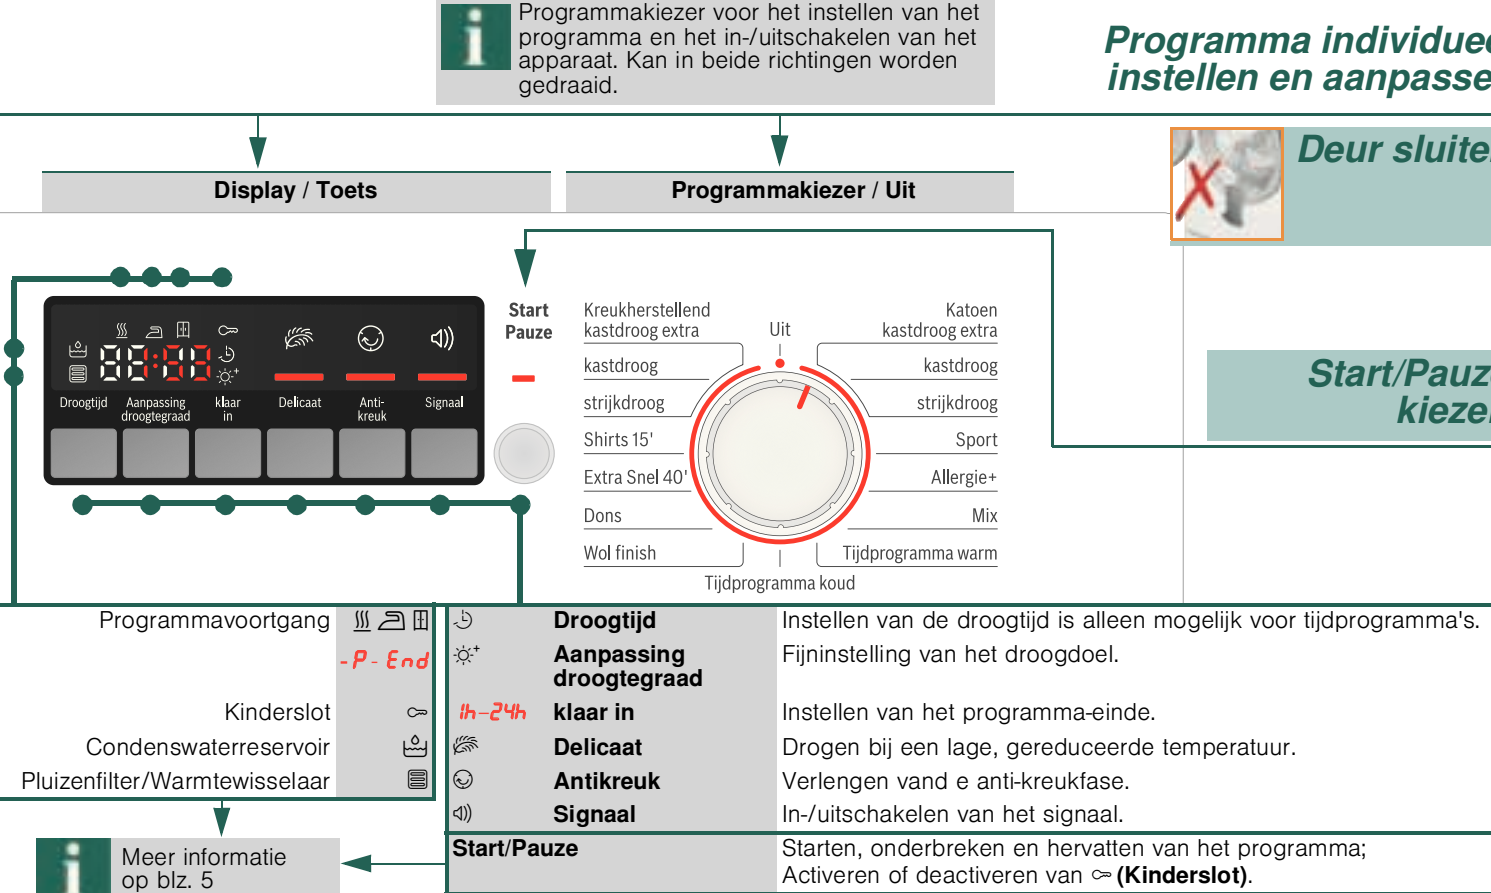 Programmakiezer voor het instellen van het
programma en het in-/uitschakelen van het
apparaat. Kan in beide richtingen worden
gedraaid.
Programma individuee
instellen en aanpasse
Deur sluite
Display / Toets
Programmakiezer / Uit
Start/Pauz
kieze
Droogtijd
Aanpassing
droogtegraad
klaar
in
Delicaat
Anti-
kreuk
Signaal
Start
Pauze
Kreukherstellend
kastdroog extra
kastdroog
strijkdroog
Shirts 15'
Extra Snel 40'
Dons
Wol finish
Uit
Katoen
kastdroog extra
kastdroog
strijkdroog
Sport
Allergie+
Mix
Tijdprogramma warm
Tijdprogramma koud
Programmavoortgang
-P- End
Kinderslot
Condenswaterreservoir
Pluizenfilter/Warmtewisselaar
Droogtijd Instellen van de droogtijd is alleen mogelijk voor tijdprogramma's.
Aanpassing Fijninstelling van het droogdoel.
droogtegraad
1h-24h klaar in Instellen van het programma-einde.
Delicaat Drogen bij een lage, gereduceerde temperatuur.
Antikreuk Verlengen vand e anti-kreukfase.
Signaal In-/uitschakelen van het signaal.
Start/Pauze Starten, onderbreken en hervatten van het programma;
Activeren of deactiveren van (Kinderslot).
Meer informatie
op blz. 5